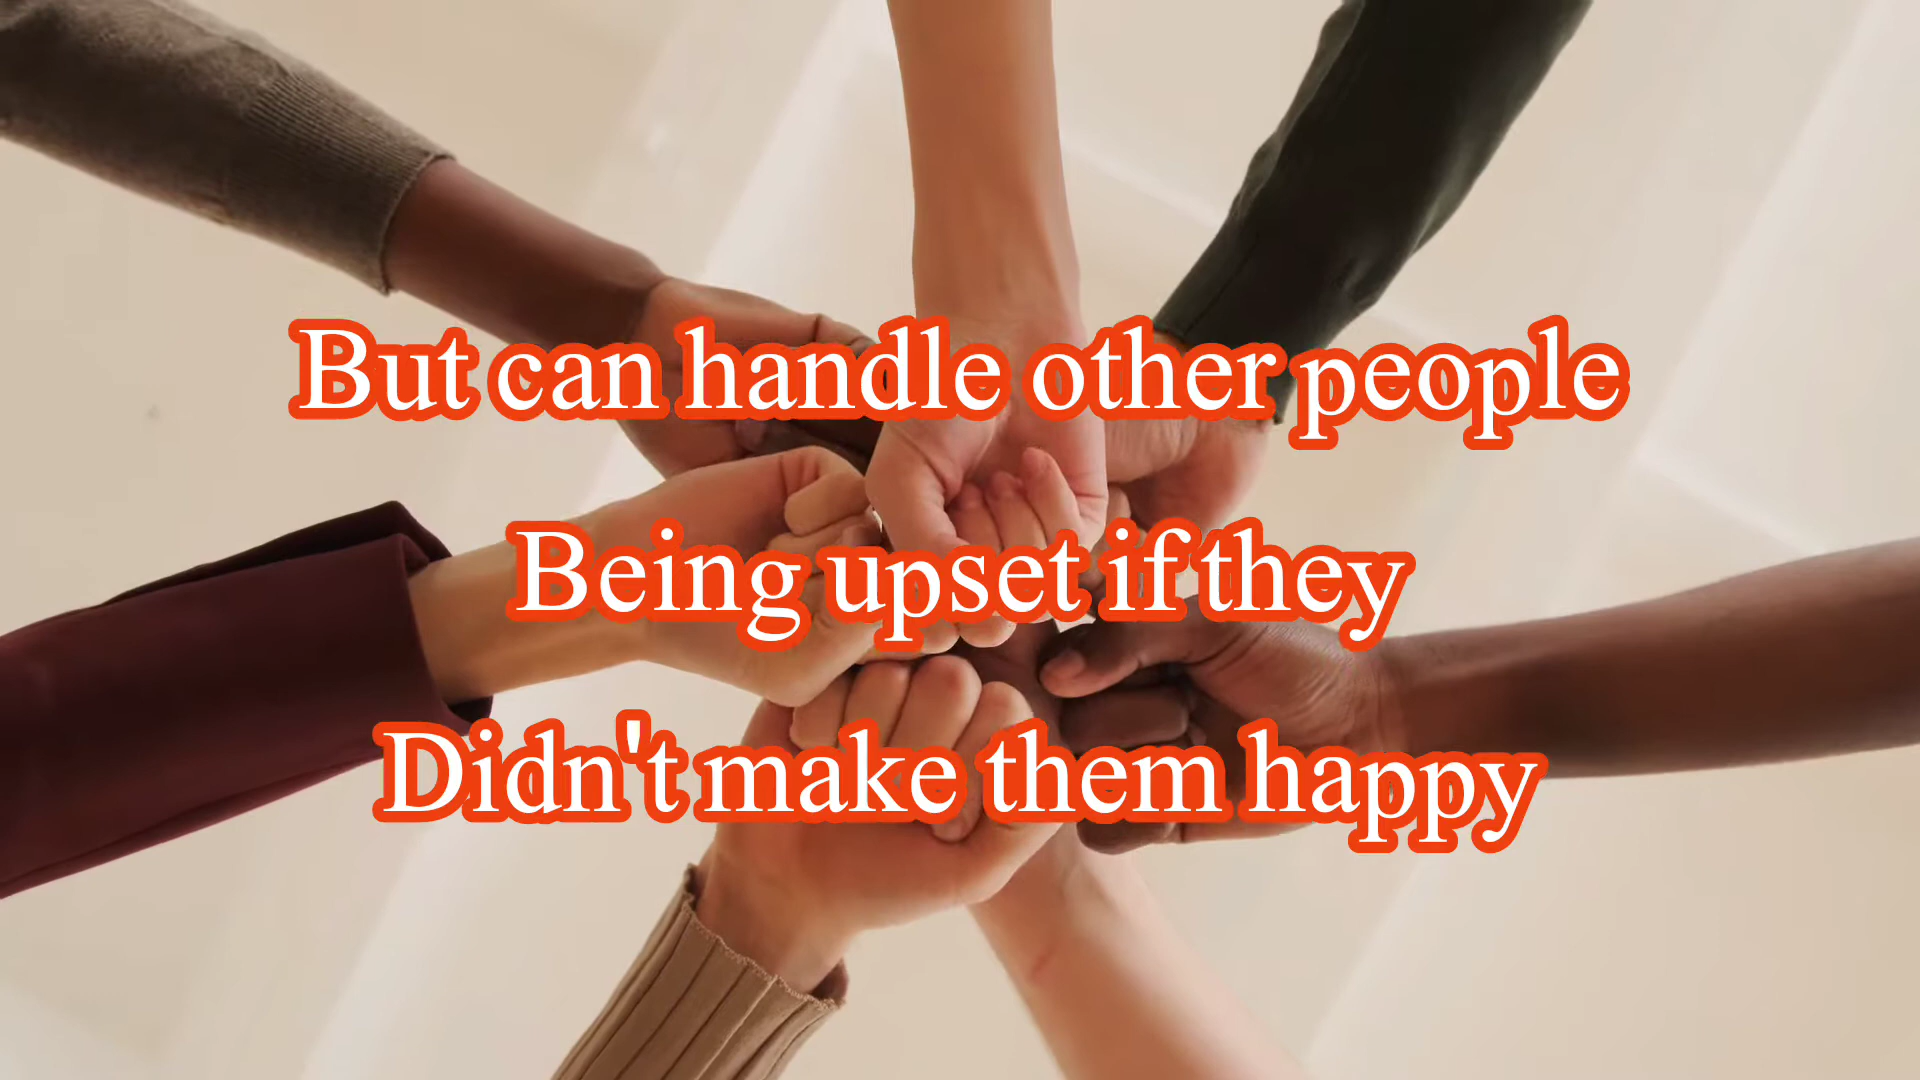 But can handle other people
Being upset if they
Didn't make them happy